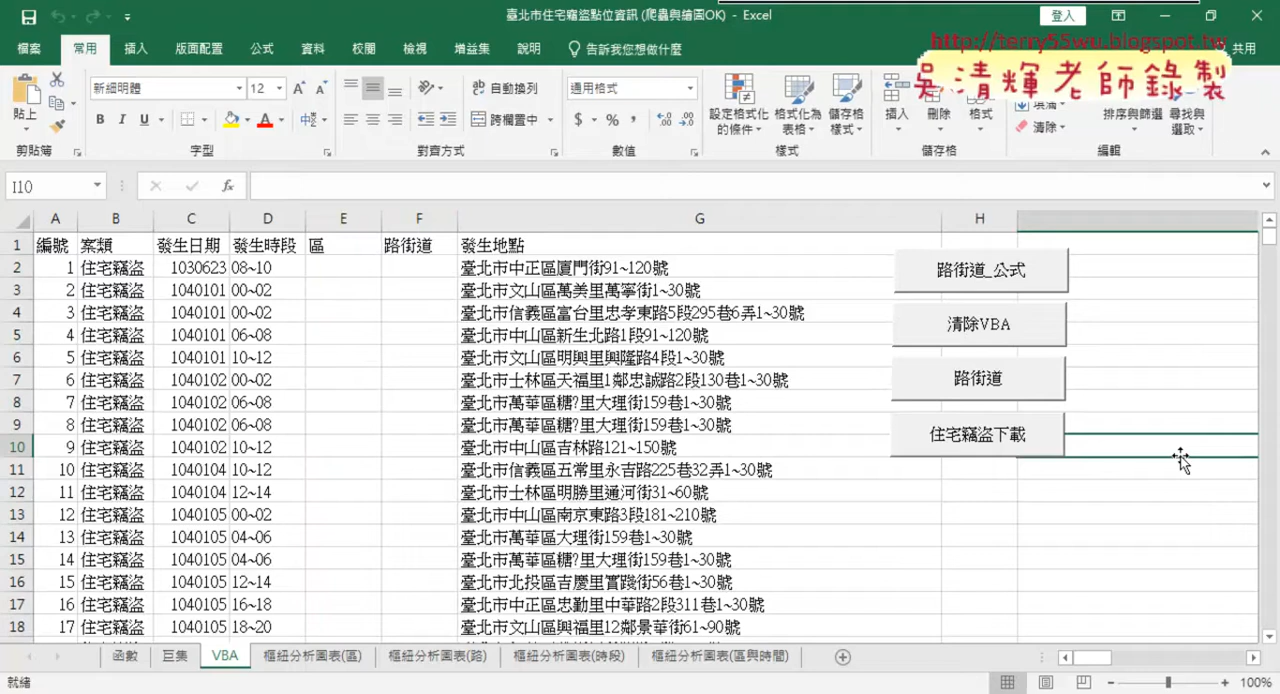 臺北市住宅竊盜點位資訊 (爬蟲與繪圖OK) - Excel
登入
檔案 常用 插入 版面配置 公式 資料 校閱 檢視 增益集 說明 告訴我您想做什麼 共用
http://terry55wu.blogspot.tw
吳清輝老師錄製
貼上
新細明體 12
B I U
中
自動換列
跨欄置中
通用格式
$ % ,
設定格式化的條件
格式化為表格
儲存格樣式
插入 刪除 格式
填滿
清除
排序與篩選
尋找與選取
剪貼簿 字型 對齊方式 數值 樣式 儲存格 編輯
I10 fx
A B C D E F G H
1 編號 案類 發生日期 發生時段 區 路街道 發生地點
2 1 住宅竊盜 1030623 08~10 臺北市中正區廈門街91~120號
3 2 住宅竊盜 1040101 00~02 臺北市文山區萬美里萬寧街1~30號
4 3 住宅竊盜 1040101 00~02 臺北市信義區富台里忠孝東路5段295巷6弄1~30號
5 4 住宅竊盜 1040101 06~08 臺北市中山區新生北路1段91~120號
6 5 住宅竊盜 1040101 10~12 臺北市文山區明興里興隆路4段1~30號
7 6 住宅竊盜 1040102 00~02 臺北市士林區天福里1鄰忠誠路2段130巷1~30號
8 7 住宅竊盜 1040102 06~08 臺北市萬華區糖?里大理街159巷1~30號
9 8 住宅竊盜 1040102 06~08 臺北市萬華區糖?里大理街159巷1~30號
10 9 住宅竊盜 1040102 10~12 臺北市中山區吉林路121~150號
11 10 住宅竊盜 1040104 10~12 臺北市信義區五常里永吉路225巷32弄1~30號
12 11 住宅竊盜 1040104 12~14 臺北市士林區明勝里通河街31~60號
13 12 住宅竊盜 1040105 00~02 臺北市中山區南京東路3段181~210號
14 13 住宅竊盜 1040105 04~06 臺北市萬華區大理街159巷1~30號
15 14 住宅竊盜 1040105 04~06 臺北市萬華區糖?里大理街159巷1~30號
16 15 住宅竊盜 1040105 12~14 臺北市北投區吉慶里實踐街56巷1~30號
17 16 住宅竊盜 1040105 16~18 臺北市中正區忠勤里中華路2段311巷1~30號
18 17 住宅竊盜 1040105 18~20 臺北市文山區興福里12鄰景華街61~90號
路街道_公式
清除VBA
路街道
住宅竊盜下載
函數 巨集 VBA 樞紐分析圖表(區) 樞紐分析圖表(路) 樞紐分析圖表(時段) 樞紐分析圖表(區與時間)
就緒 100%